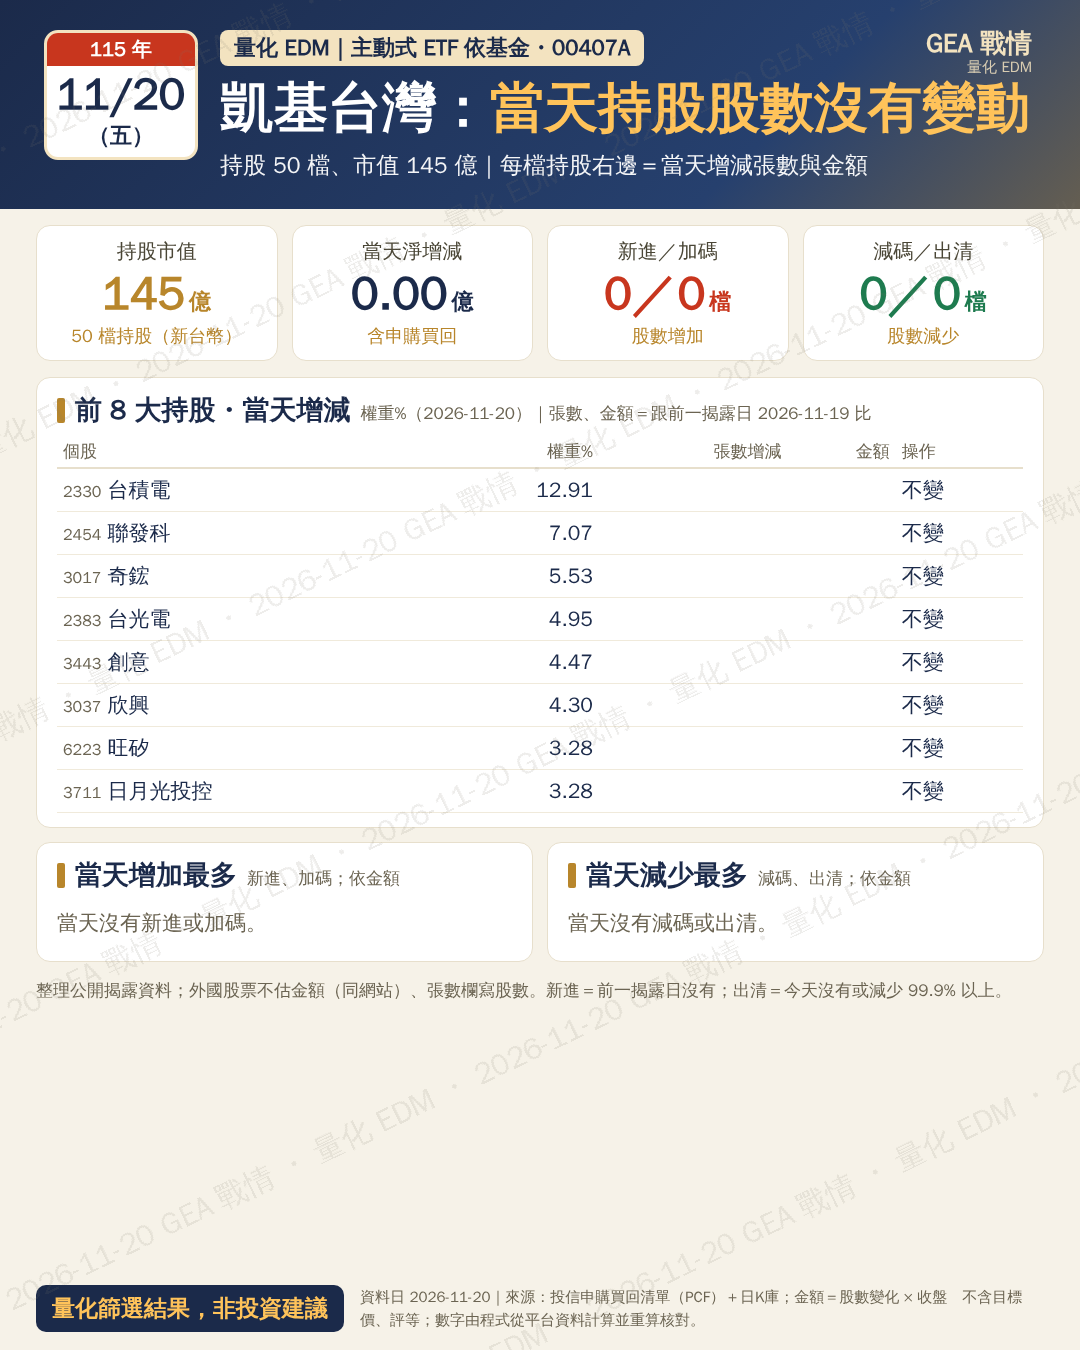 115 年
11/20
（五）
量化 EDM｜主動式 ETF 依基金・00407A
GEA 戰情
量化 EDM
凱基台灣：當天持股股數沒有變動
持股 50 檔、市值 145 億｜每檔持股右邊＝當天增減張數與金額
持股市值
145 億
50 檔持股（新台幣）
當天淨增減
0.00 億
含申購買回
新進／加碼
0／0 檔
股數增加
減碼／出清
0／0 檔
股數減少
前 8 大持股・當天增減 權重%（2026-11-20）｜張數、金額＝跟前一揭露日 2026-11-19 比
個股 權重% 張數增減 金額 操作
2330 台積電 12.91 不變
2454 聯發科 7.07 不變
3017 奇鋐 5.53 不變
2383 台光電 4.95 不變
3443 創意 4.47 不變
3037 欣興 4.30 不變
6223 旺矽 3.28 不變
3711 日月光投控 3.28 不變
當天增加最多 新進、加碼；依金額
當天沒有新進或加碼。
當天減少最多 減碼、出清；依金額
當天沒有減碼或出清。
整理公開揭露資料；外國股票不估金額（同網站）、張數欄寫股數。新進＝前一揭露日沒有；出清＝今天沒有或減少 99.9% 以上。
量化篩選結果，非投資建議
資料日 2026-11-20｜來源：投信申購買回清單（PCF）＋日K庫；金額＝股數變化 × 收盤　不含目標
價、評等；數字由程式從平台資料計算並重算核對。
2026-11-20 GEA 戰情 ・ 量化 EDM